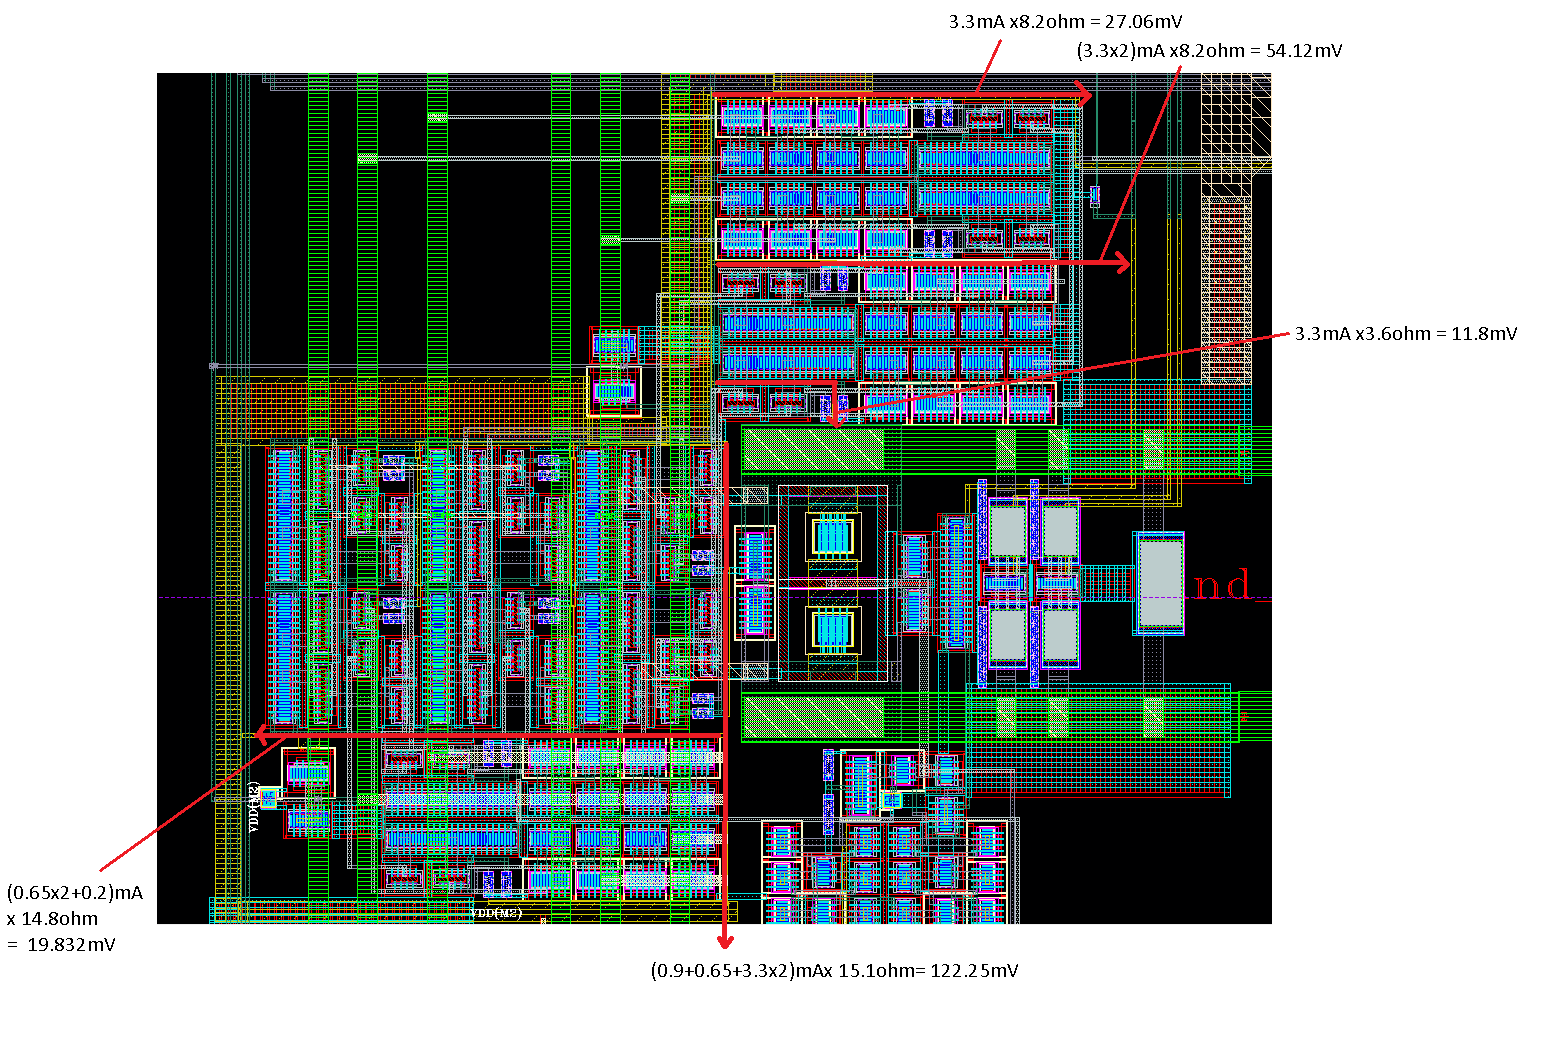 3.3mA x8.2ohm = 27.06mV
(3.3x2)mA x8.2ohm = 54.12mV
3.3mA x3.6ohm = 11.8mV
nd
VDD(M2)
(0.65x2+0.2)mA
x 14.8ohm
= 19.832mV
VDD(M2)
(0.9+0.65+3.3x2)mAx 15.1ohm= 122.25mV